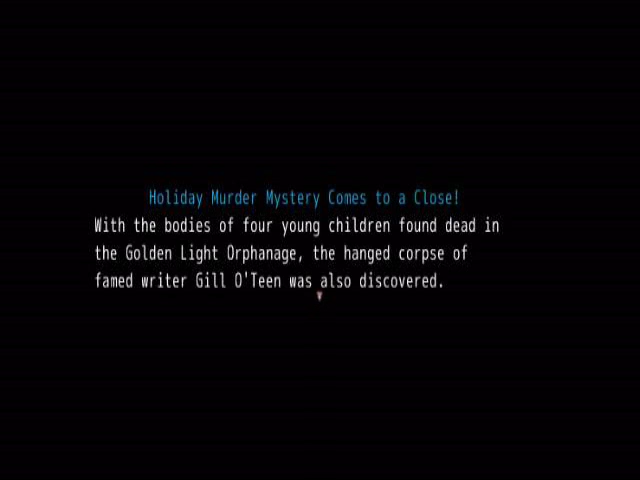 Holiday Murder Mystery Comes to a Close!
With the bodies of four young children found dead in
the Golden Light Orphanage, the hanged corpse of
famed writer Gill O'Teen was also discovered.